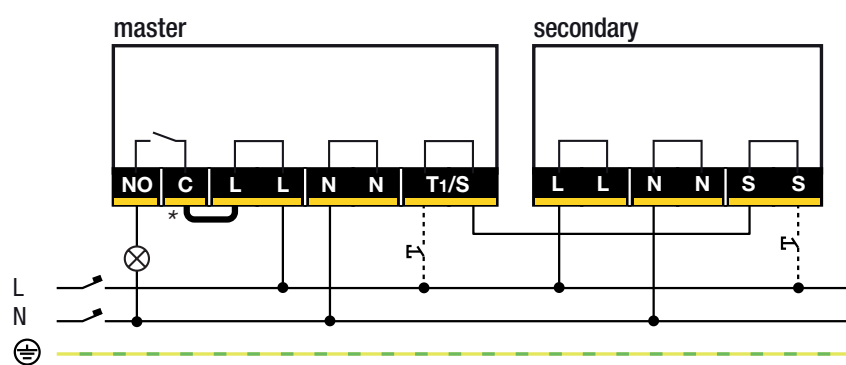 master secondary
NO C L L N N T1/S L L N N S S
*
L
N